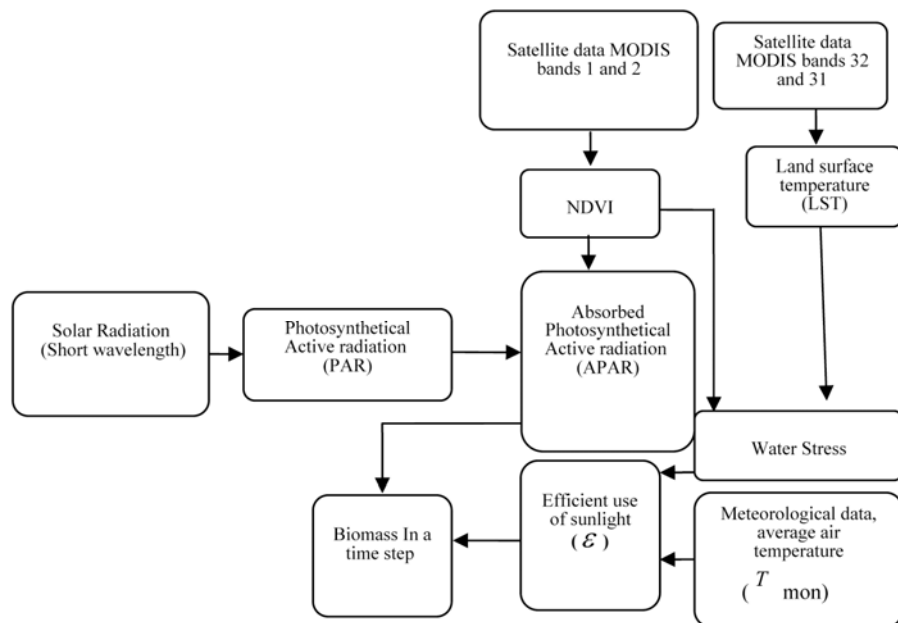 Satellite data MODIS
bands 1 and 2
Satellite data
MODIS bands 32
and 31
Land surface
temperature
(LST)
NDVI
Solar Radiation
(Short wavelength)
Photosynthetical
Active radiation
(PAR)
Absorbed
Photosynthetical
Active radiation
(APAR)
Water Stress
Biomass In a
time step
Efficient use
of sunlight
( ε )
Meteorological data,
average air
temperature
( T mon)